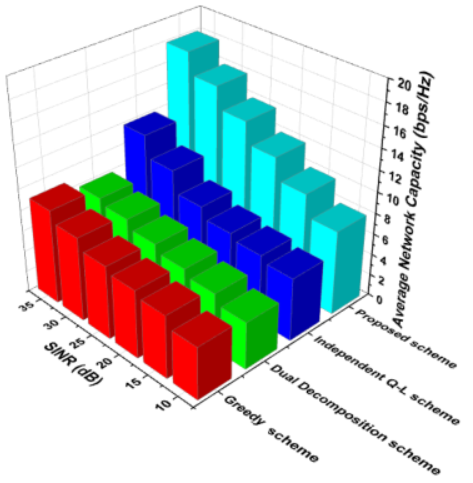 20
18
16
14
12
10
8
6
4
2
0
Average Network Capacity (bps/Hz)
35
30
25
20
15
10
SINR (dB)
Proposed scheme
Independent Q-L scheme
Dual Decomposition scheme
Greedy scheme